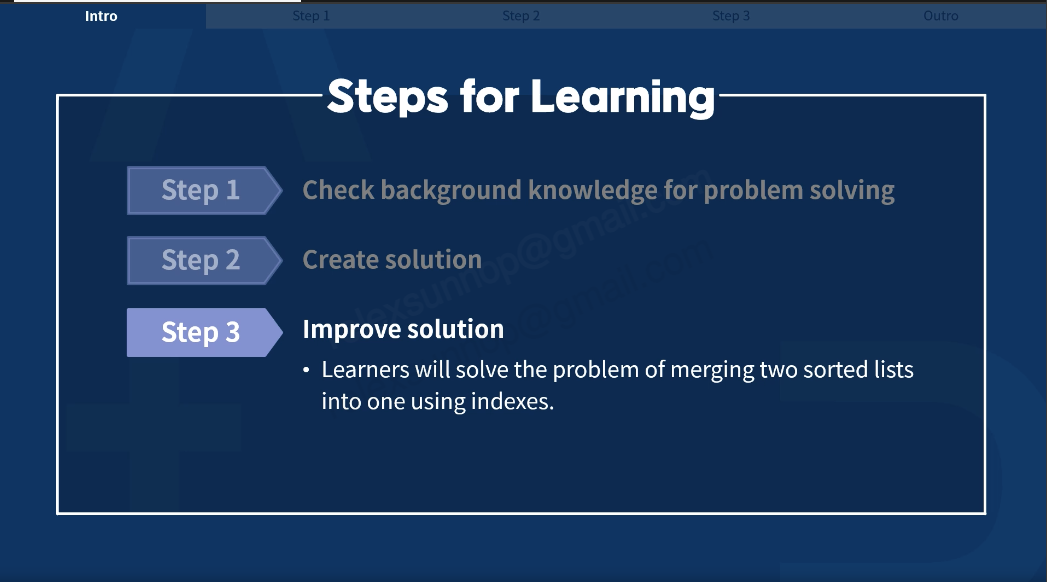 Intro Step 1 Step 2 Step 3 Outro
Steps for Learning
Step 1 Check background knowledge for problem solving
Step 2 Create solution
Step 3 Improve solution
• Learners will solve the problem of merging two sorted lists
into one using indexes.